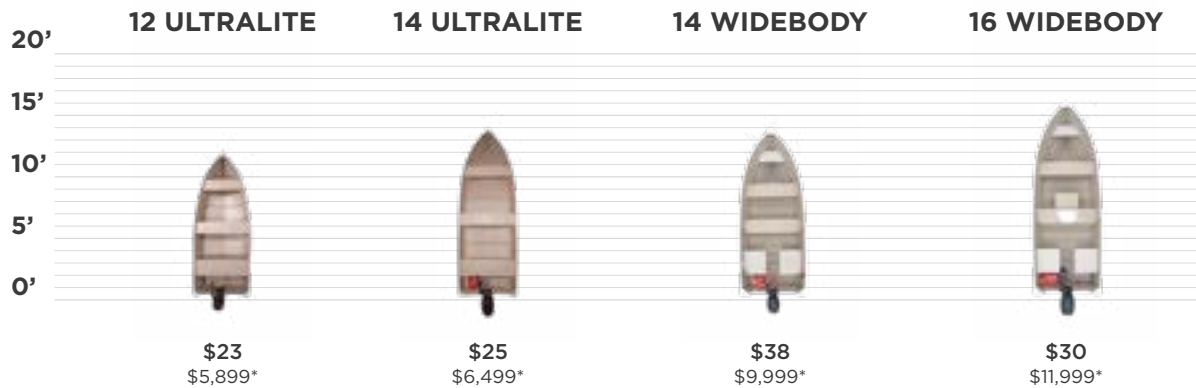 12 ULTRALITE 14 ULTRALITE 14 WIDEBODY 16 WIDEBODY
20’
15’
10’
5’
0’
$23 $25 $38 $30
$5,899* $6,499* $9,999* $11,999*